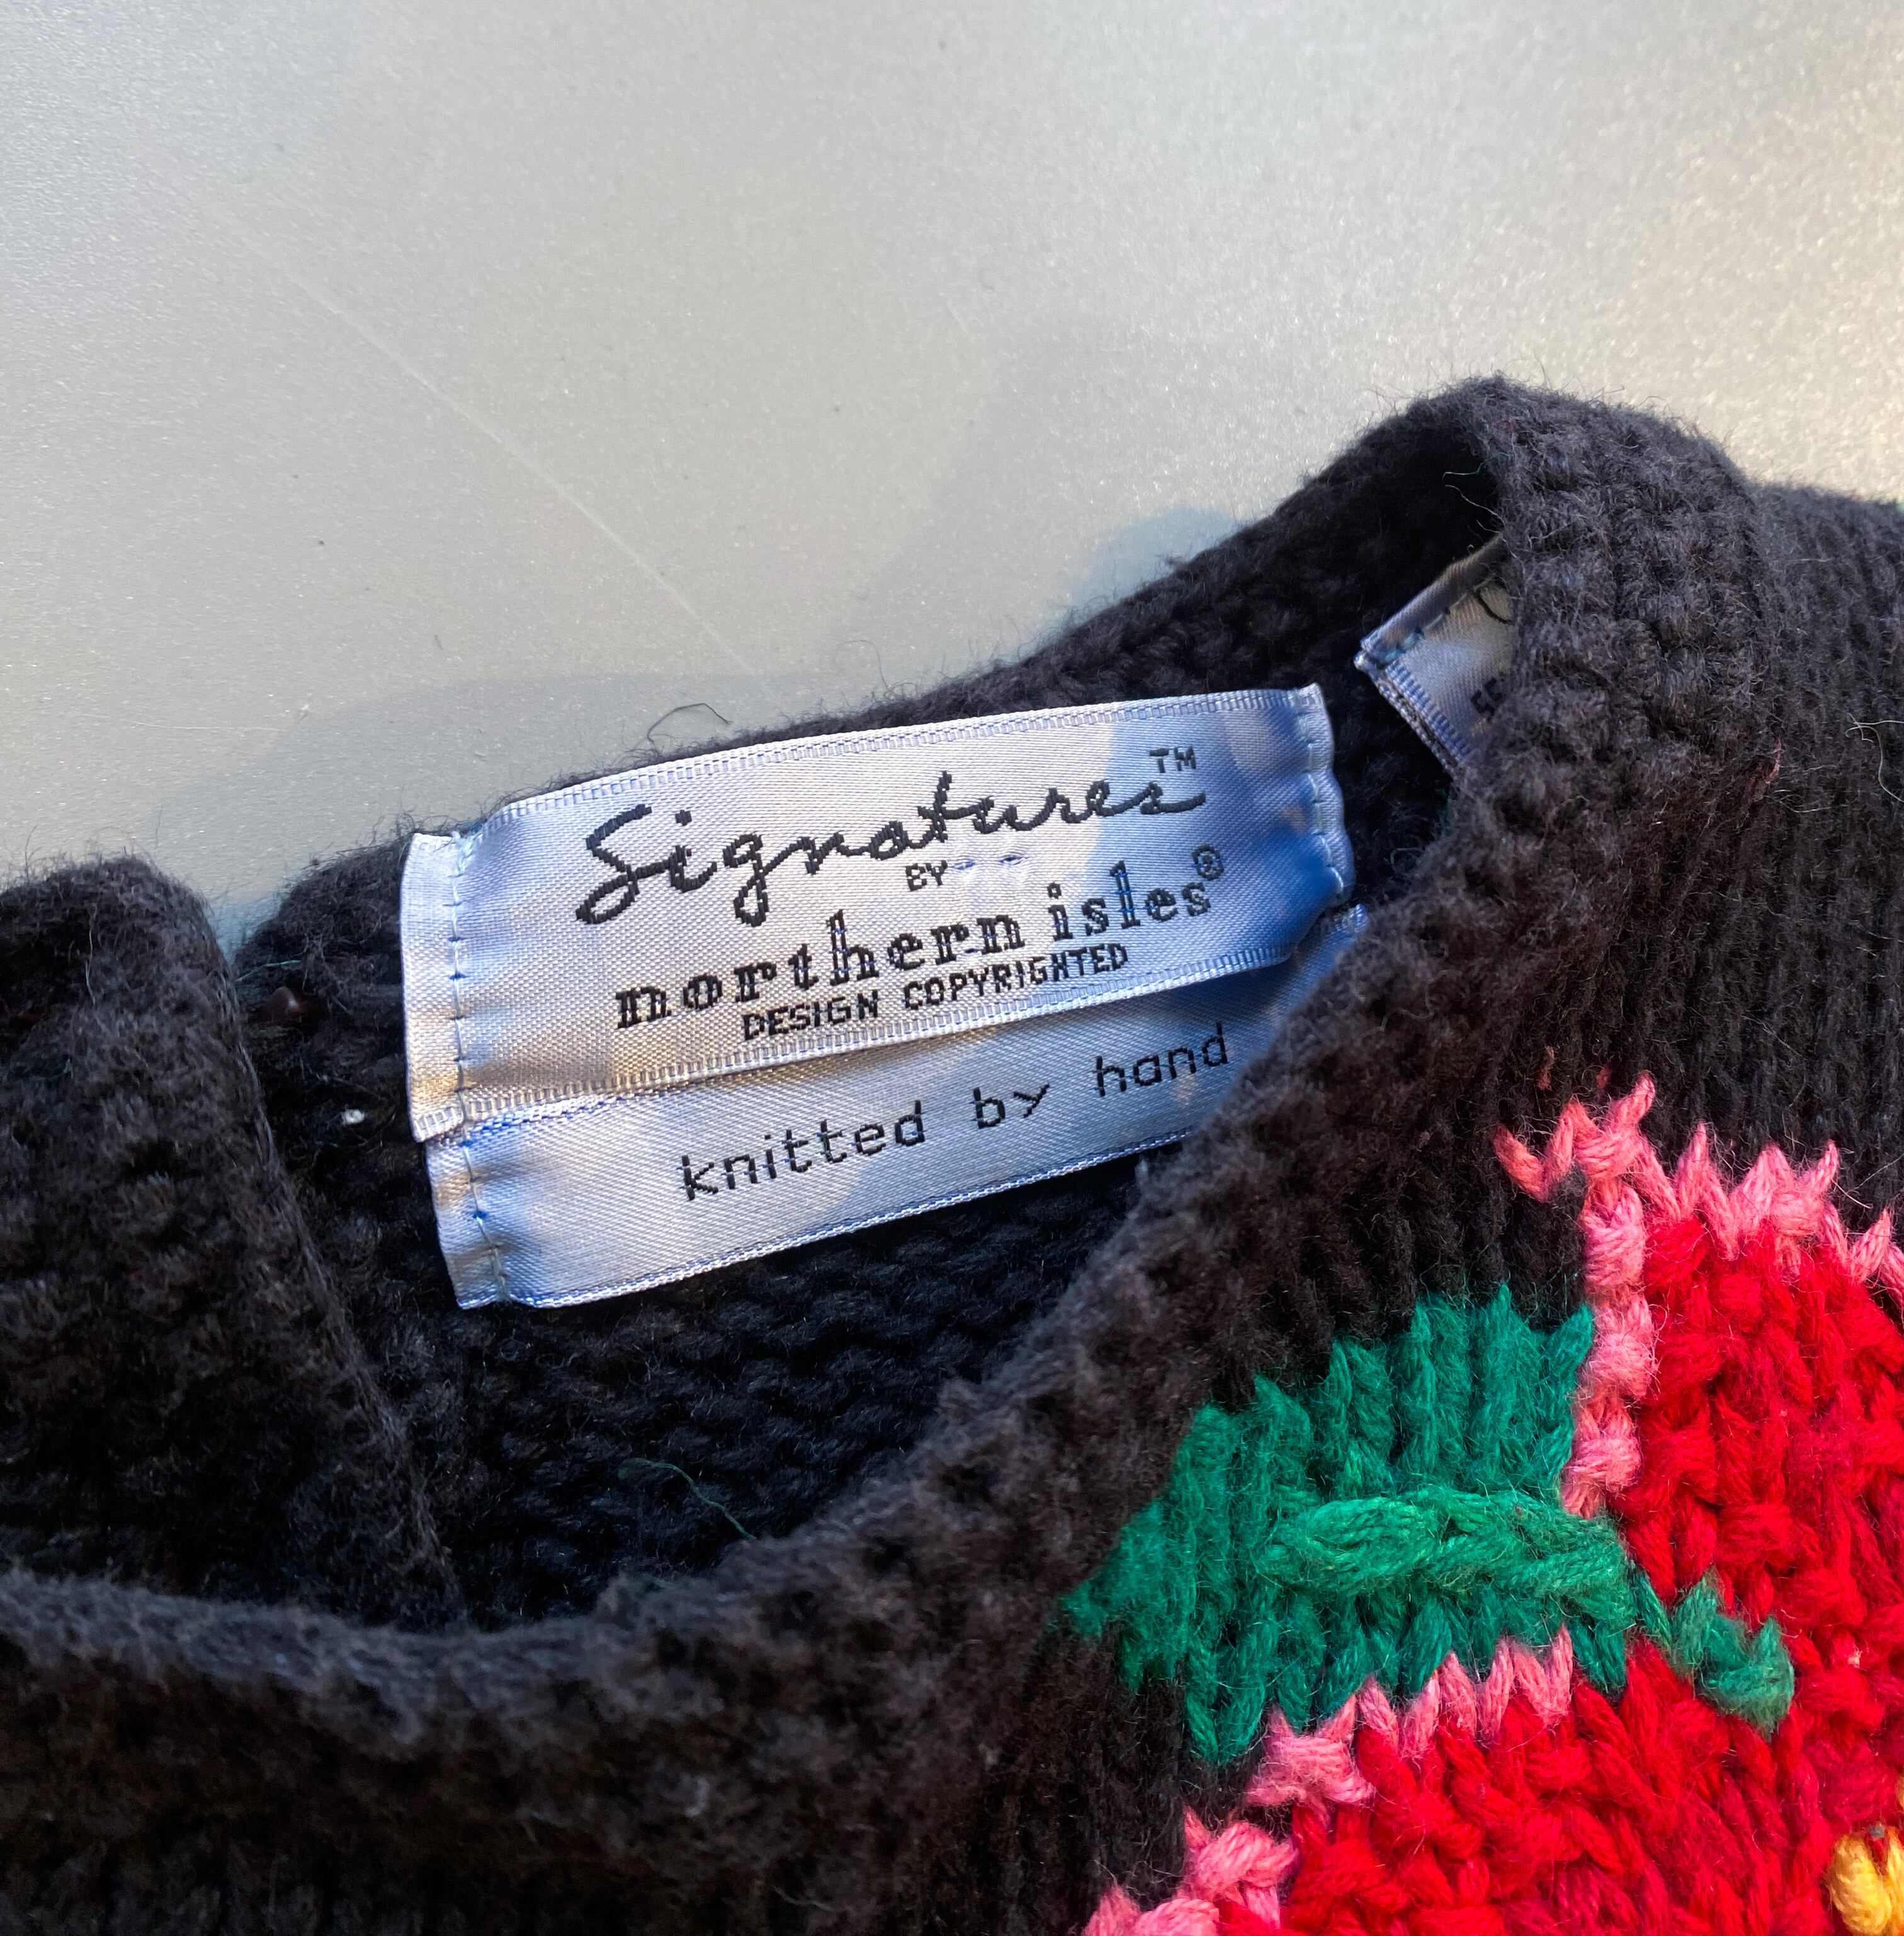 Signatures™
BY
northern isles®
DESIGN COPYRIGHTED
knitted by hand